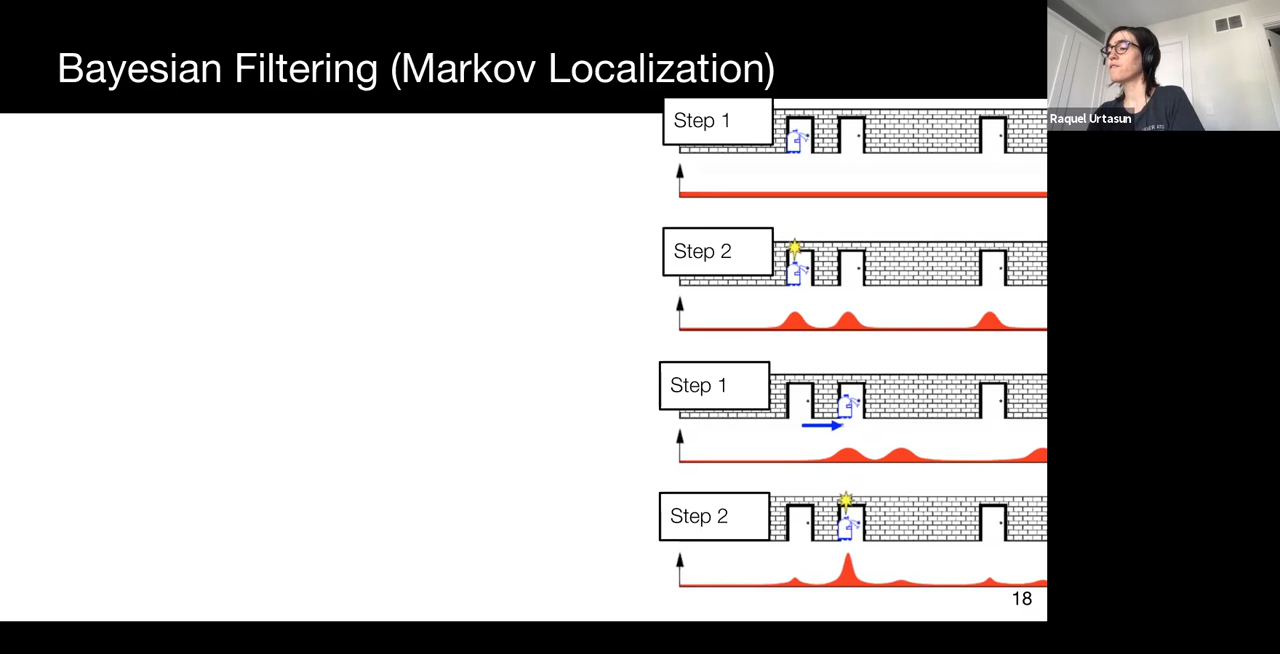 Bayesian Filtering (Markov Localization)
Step 1
Step 2
Step 1
Step 2
18
Raquel Urtasun